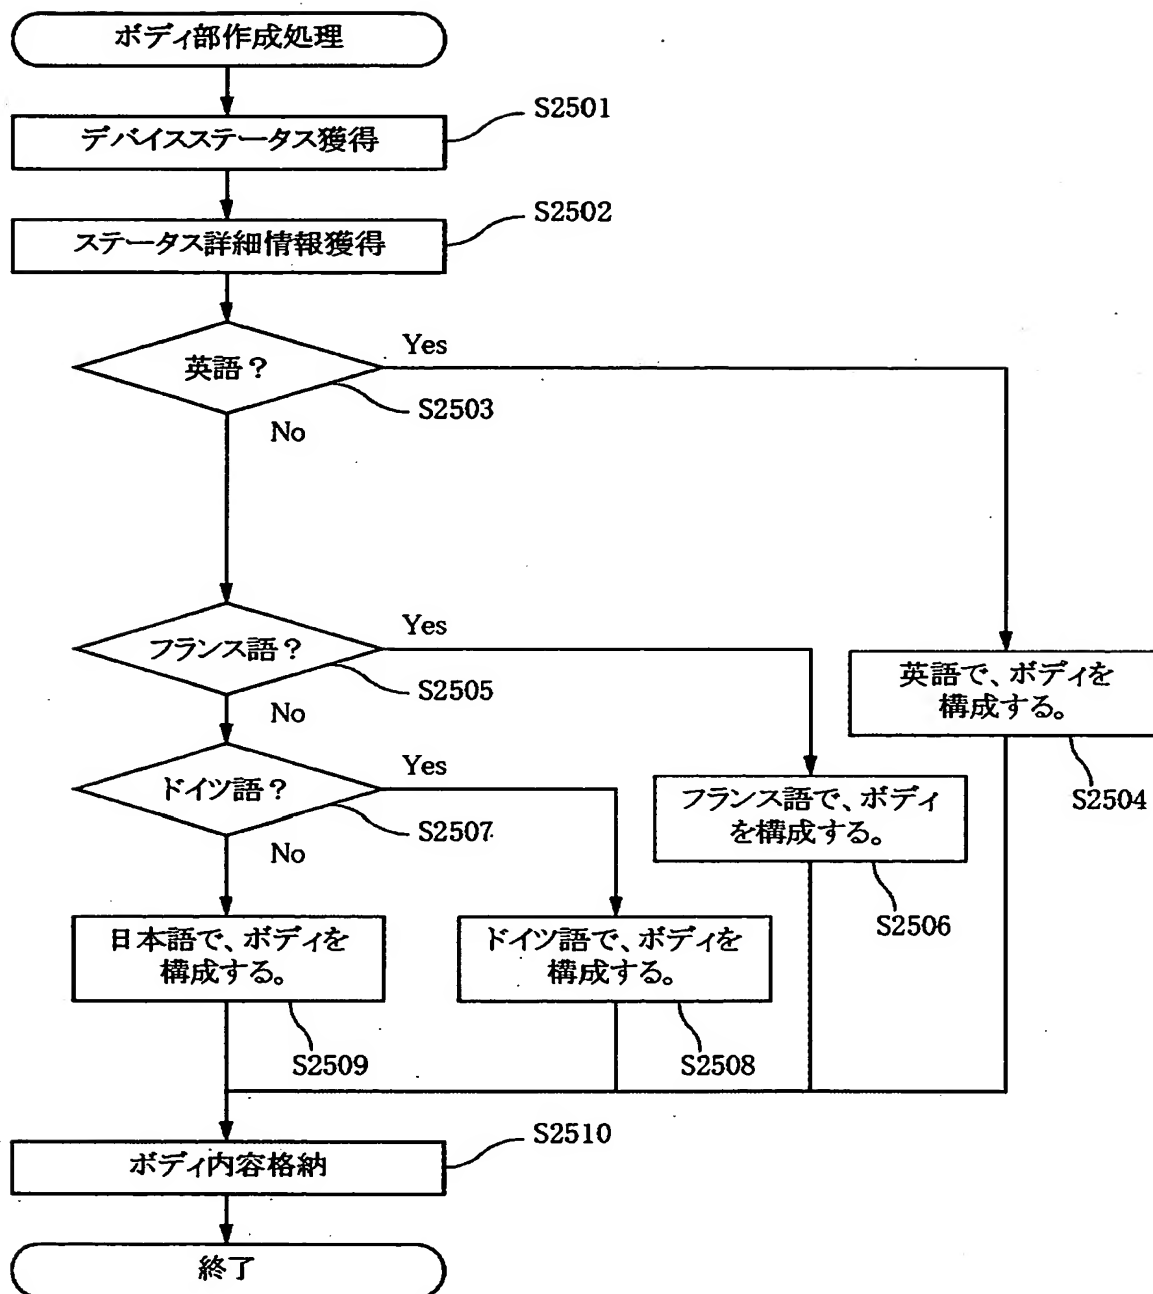 ボディ部作成処理
S2501
デバイスステータス獲得
S2502
ステータス詳細情報獲得
Yes
英語?
S2503
No
Yes
フランス語?
S2505
No
英語で、ボディを
構成する。
S2504
Yes
ドイツ語?
S2507
No
フランス語で、ボディ
を構成する。
S2506
日本語で、ボディを
構成する。
S2509
ドイツ語で、ボディを
構成する。
S2508
S2510
ボディ内容格納
終了